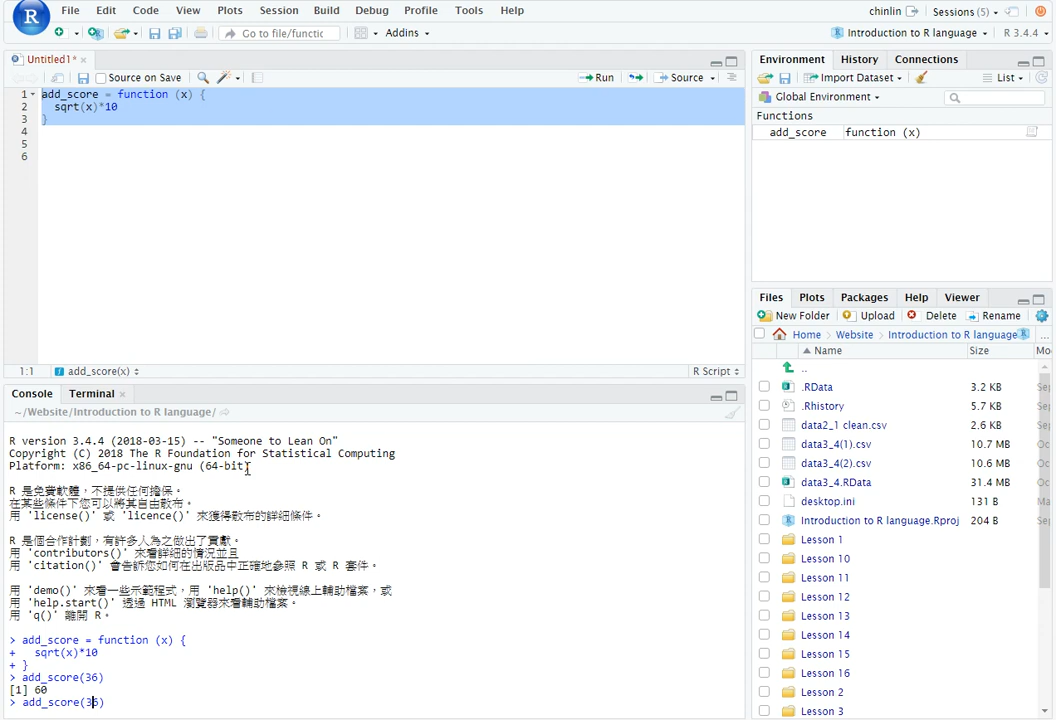 File Edit Code View Plots Session Build Debug Profile Tools Help
chinlin Sessions (5)
Go to file/functic Addins
Introduction to R language R 3.4.4
Untitled1*
Source on Save Run Source
1 add_score = function (x) {
2 sqrt(x)*10
3 }
4
5
6
1:1 add_score(x) R Script
Console Terminal
~/Website/Introduction to R language/
R version 3.4.4 (2018-03-15) -- "Someone to Lean On"
Copyright (C) 2018 The R Foundation for Statistical Computing
Platform: x86_64-pc-linux-gnu (64-bit)
R 是免費軟體，不提供任何擔保。
在某些條件下您可以將其自由散布。
用 'license()' 或 'licence()' 來獲得散布的詳細條件。
R 是個合作計劃，有許多人為之做出了貢獻。
用 'contributors()' 來看詳細的情況並且
用 'citation()' 會告訴您如何在出版品中正確地參照 R 或 R 套件。
用 'demo()' 來看一些示範程式，用 'help()' 來檢視線上輔助檔案，或
用 'help.start()' 透過 HTML 瀏覽器來看輔助檔案。
用 'q()' 離開 R。
> add_score = function (x) {
+ sqrt(x)*10
+ }
> add_score(36)
[1] 60
> add_score(36)
Environment History Connections
Import Dataset List
Global Environment
Functions
add_score function (x)
Files Plots Packages Help Viewer
New Folder Upload Delete Rename
Home Website Introduction to R language ...
Name Size Mo
..
.RData 3.2 KB Sep
.Rhistory 5.7 KB Sep
data2_1 clean.csv 2.6 KB Sep
data3_4(1).csv 10.7 MB Oc
data3_4(2).csv 10.6 MB Oc
data3_4.RData 31.4 MB Oc
desktop.ini 131 B Ma
Introduction to R language.Rproj 204 B Sep
Lesson 1
Lesson 10
Lesson 11
Lesson 12
Lesson 13
Lesson 14
Lesson 15
Lesson 16
Lesson 2
Lesson 3